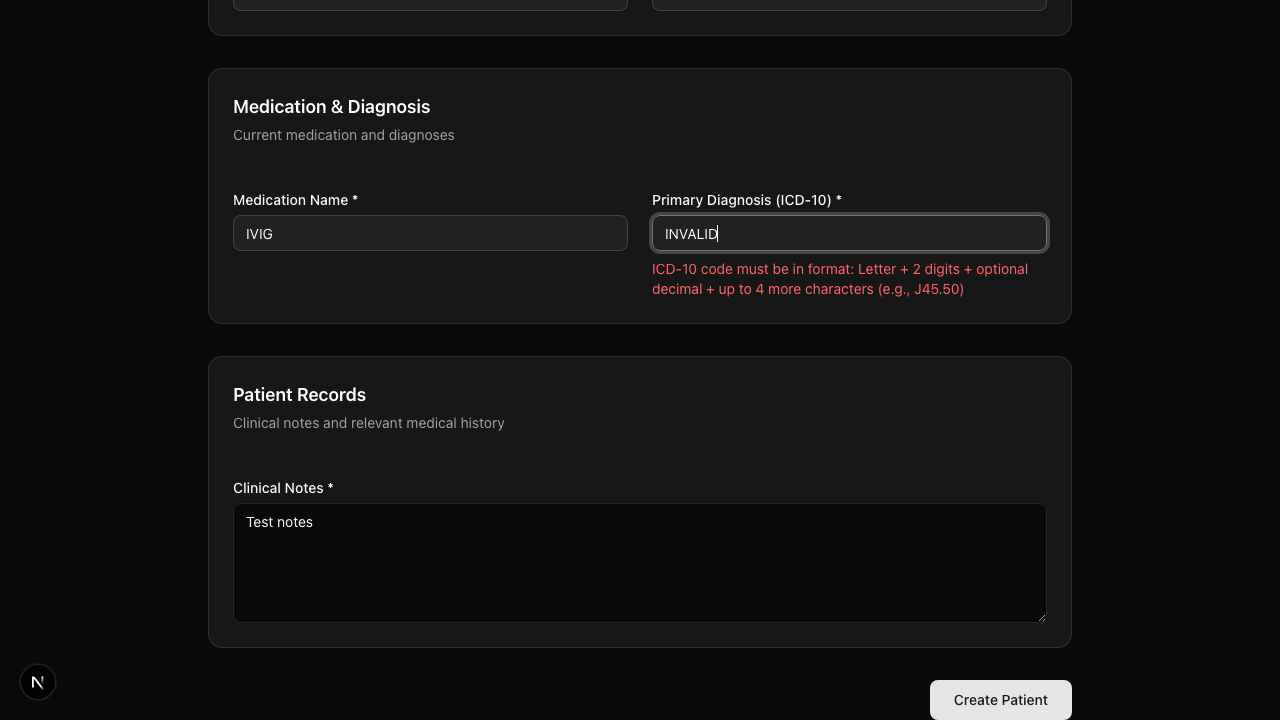 Medication & Diagnosis
Current medication and diagnoses
Medication Name *
IVIG
Primary Diagnosis (ICD-10) *
INVALID
ICD-10 code must be in format: Letter + 2 digits + optional
decimal + up to 4 more characters (e.g., J45.50)
Patient Records
Clinical notes and relevant medical history
Clinical Notes *
Test notes
N
Create Patient